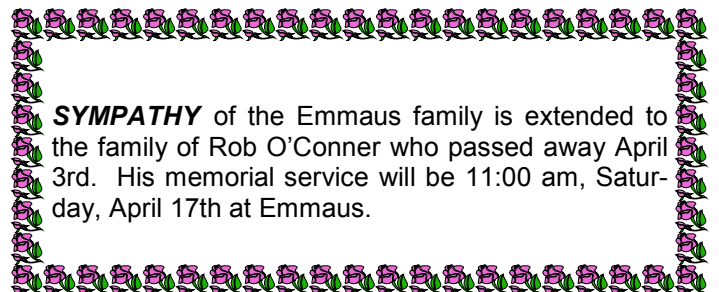 SYMPATHY of the Emmaus family is extended to
the family of Rob O’Conner who passed away April
3rd.  His memorial service will be 11:00 am, Satur-
day, April 17th at Emmaus.